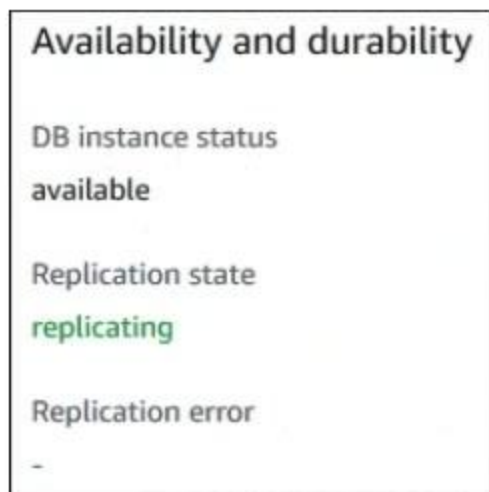 Availability and durability
DB instance status
available
Replication state
replicating
Replication error
-